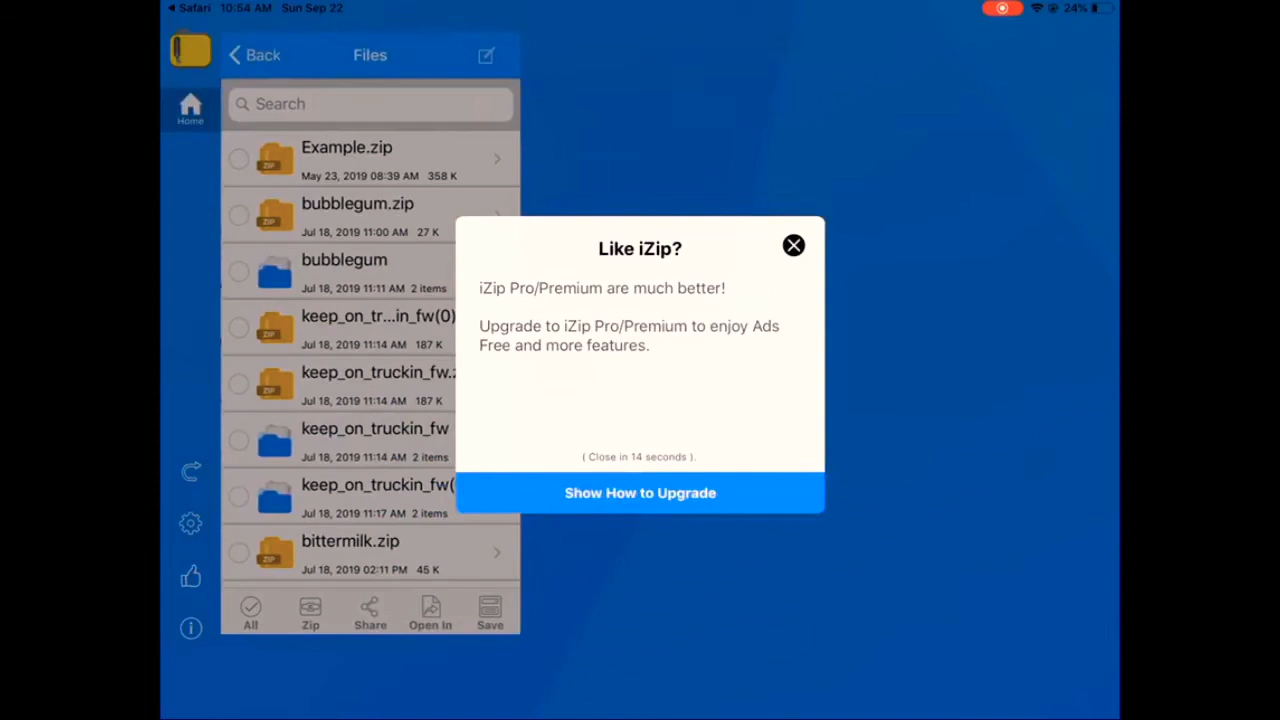 Safari 10:54 AM Sun Sep 22
24%
Back Files
Home
Search
Example.zip
ZIP
May 23, 2019 08:39 AM 358 K
bubblegum.zip
ZIP
Jul 18, 2019 11:00 AM 27 K
bubblegum
Jul 18, 2019 11:11 AM 2 items
keep_on_tr...in_fw(0)
ZIP
Jul 18, 2019 11:14 AM 187 K
keep_on_truckin_fw.z
ZIP
Jul 18, 2019 11:14 AM 187 K
keep_on_truckin_fw
Jul 18, 2019 11:14 AM 2 items
keep_on_truckin_fw(
Jul 18, 2019 11:17 AM 2 items
bittermilk.zip
ZIP
Jul 18, 2019 02:11 PM 45 K
All Zip Share Open In Save
Like iZip?
iZip Pro/Premium are much better!
Upgrade to iZip Pro/Premium to enjoy Ads
Free and more features.
( Close in 14 seconds ).
Show How to Upgrade